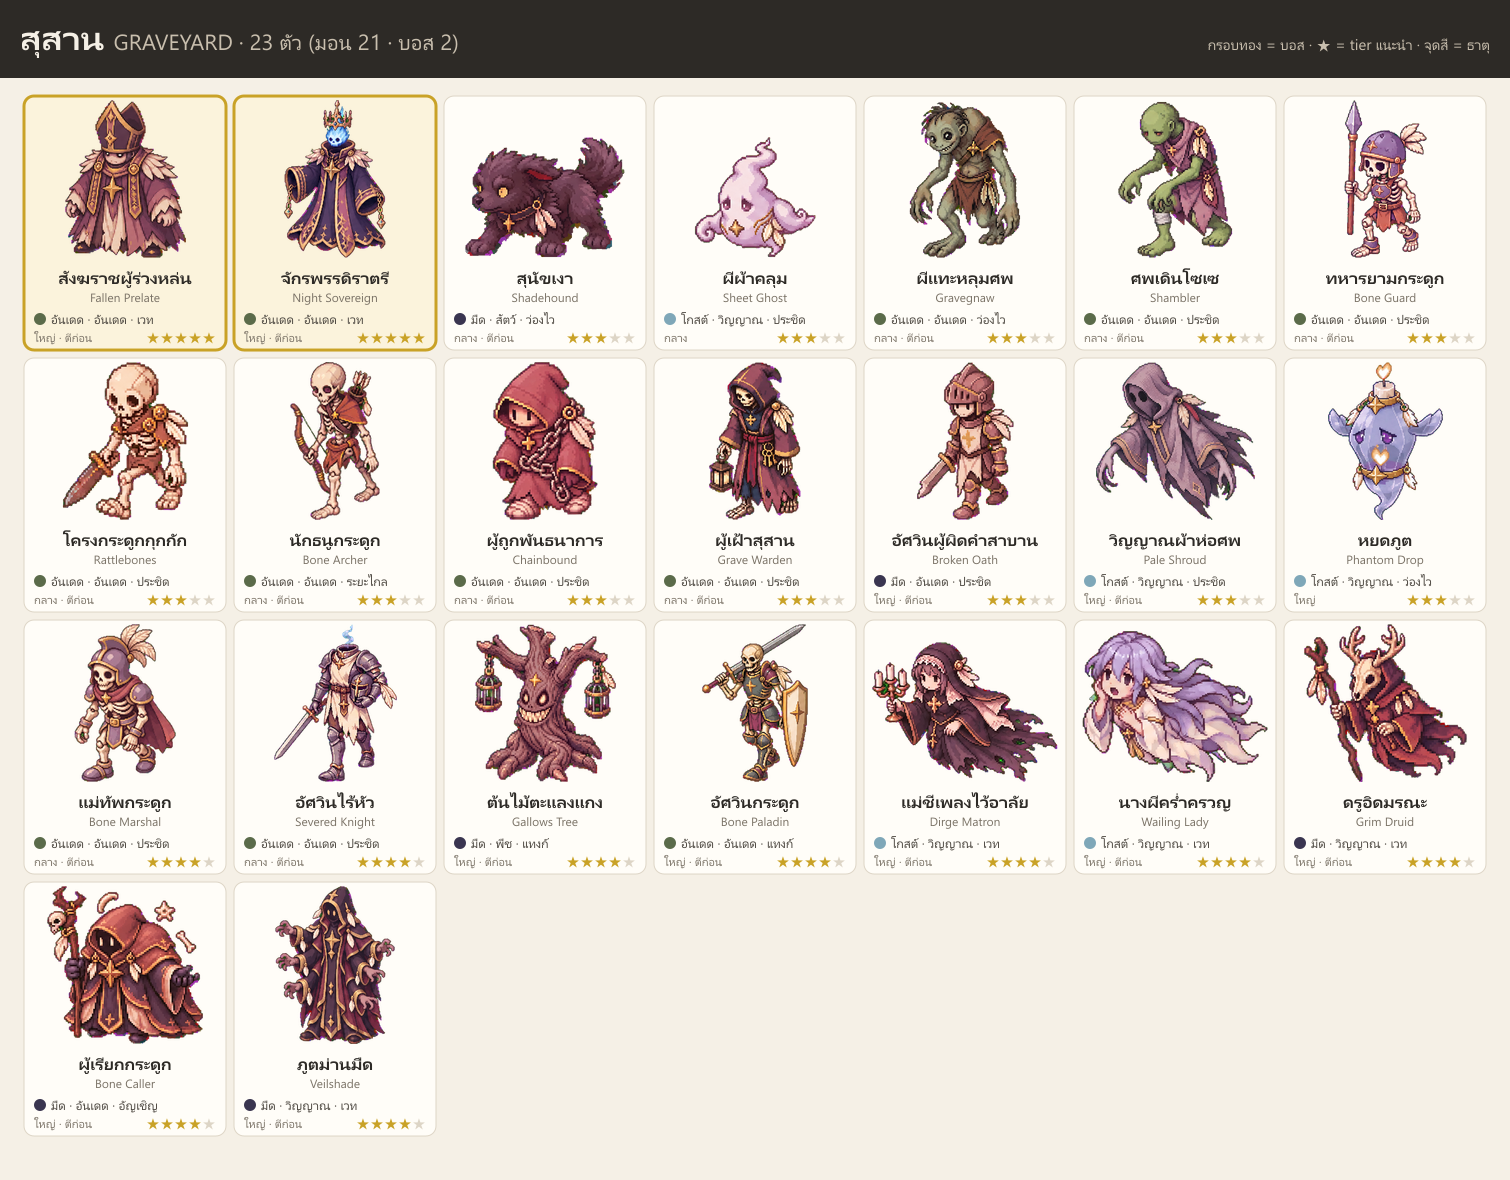 สุสาน GRAVEYARD · 23 ตัว (มอน 21 · บอส 2)
กรอบทอง = บอส · ★ = tier แนะนำ · จุดสี = ธาตุ
สังฆราชผู้ร่วงหล่น
Fallen Prelate
อันเดด · อันเดด · เวท
ใหญ่ · ตีก่อน ★★★★★
จักรพรรดิราตรี
Night Sovereign
อันเดด · อันเดด · เวท
ใหญ่ · ตีก่อน ★★★★★
สุนัขเงา
Shadehound
มืด · สัตว์ · ว่องไว
กลาง · ตีก่อน ★★★★★
ผีผ้าคลุม
Sheet Ghost
โกสต์ · วิญญาณ · ประชิด
กลาง ★★★★★
ผีแทะหลุมศพ
Gravegnaw
อันเดด · อันเดด · ว่องไว
กลาง · ตีก่อน ★★★★★
ศพเดินโซเซ
Shambler
อันเดด · อันเดด · ประชิด
กลาง · ตีก่อน ★★★★★
ทหารยามกระดูก
Bone Guard
อันเดด · อันเดด · ประชิด
กลาง · ตีก่อน ★★★★★
โครงกระดูกกุกกัก
Rattlebones
อันเดด · อันเดด · ประชิด
กลาง · ตีก่อน ★★★★★
นักธนูกระดูก
Bone Archer
อันเดด · อันเดด · ระยะไกล
กลาง · ตีก่อน ★★★★★
ผู้ถูกพันธนาการ
Chainbound
อันเดด · อันเดด · ประชิด
กลาง · ตีก่อน ★★★★★
ผู้เฝ้าสุสาน
Grave Warden
อันเดด · อันเดด · ประชิด
กลาง · ตีก่อน ★★★★★
อัศวินผู้ผิดคำสาบาน
Broken Oath
มืด · อันเดด · ประชิด
ใหญ่ · ตีก่อน ★★★★★
วิญญาณผ้าห่อศพ
Pale Shroud
โกสต์ · วิญญาณ · ประชิด
ใหญ่ · ตีก่อน ★★★★★
หยดภูต
Phantom Drop
โกสต์ · วิญญาณ · ว่องไว
ใหญ่ ★★★★★
แม่ทัพกระดูก
Bone Marshal
อันเดด · อันเดด · ประชิด
กลาง · ตีก่อน ★★★★★
อัศวินไร้หัว
Severed Knight
อันเดด · อันเดด · ประชิด
กลาง · ตีก่อน ★★★★★
ต้นไม้ตะแลงแกง
Gallows Tree
มืด · พืช · แทงก์
ใหญ่ · ตีก่อน ★★★★★
อัศวินกระดูก
Bone Paladin
อันเดด · อันเดด · แทงก์
ใหญ่ · ตีก่อน ★★★★★
แม่ชีเพลงไว้อาลัย
Dirge Matron
โกสต์ · วิญญาณ · เวท
ใหญ่ · ตีก่อน ★★★★★
นางผีคร่ำครวญ
Wailing Lady
โกสต์ · วิญญาณ · เวท
ใหญ่ · ตีก่อน ★★★★★
ดรูอิดมรณะ
Grim Druid
มืด · วิญญาณ · เวท
ใหญ่ · ตีก่อน ★★★★★
ผู้เรียกกระดูก
Bone Caller
มืด · อันเดด · อัญเชิญ
ใหญ่ · ตีก่อน ★★★★★
ภูตม่านมืด
Veilshade
มืด · วิญญาณ · เวท
ใหญ่ · ตีก่อน ★★★★★